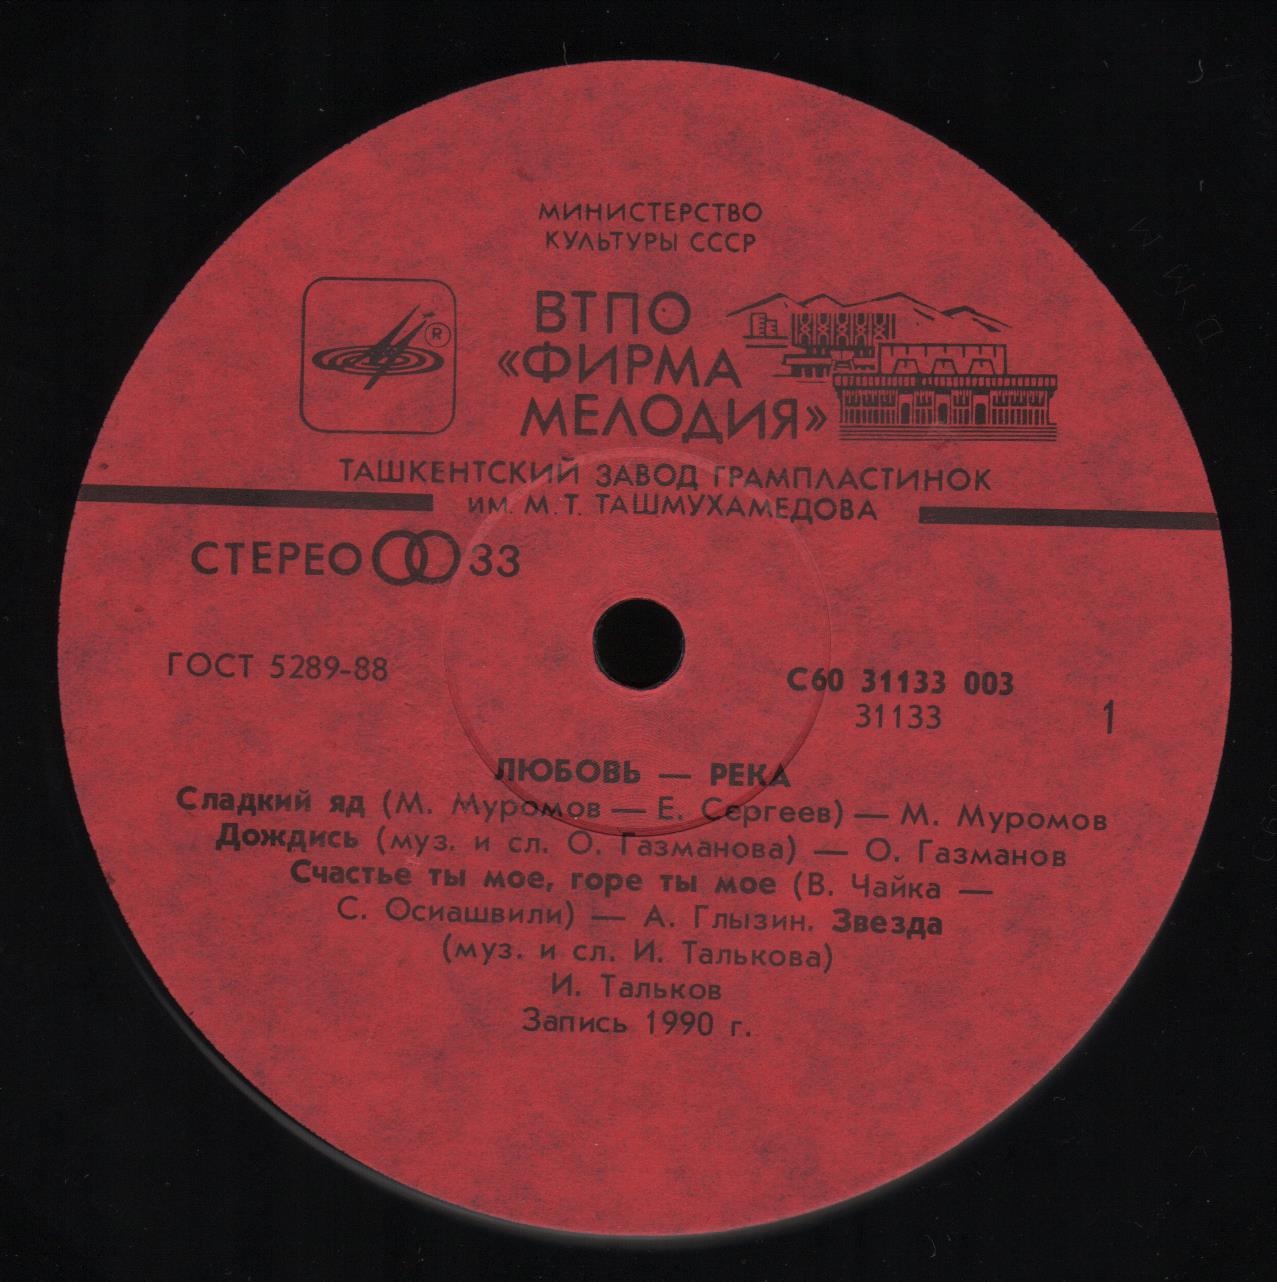 МИНИСТЕРСТВО
КУЛЬТУРЫ СССР
ВТПО
«ФИРМА
МЕЛОДИЯ»
®
ТАШКЕНТСКИЙ ЗАВОД ГРАМПЛАСТИНОК
ИМ. М.Т. ТАШМУХАМЕДОВА
СТЕРЕО 33
ГОСТ 5289-88
С60 31133 003
31133
1
ЛЮБОВЬ — РЕКА
Сладкий яд (М. Муромов — Е. Сергеев) — М. Муромов
Дождись (муз. и сл. О. Газманова) — О. Газманов
Счастье ты мое, горе ты мое (В. Чайка —
С. Осиашвили) — А. Глызин. Звезда
(муз. и сл. И. Талькова)
И. Тальков
Запись 1990 г.